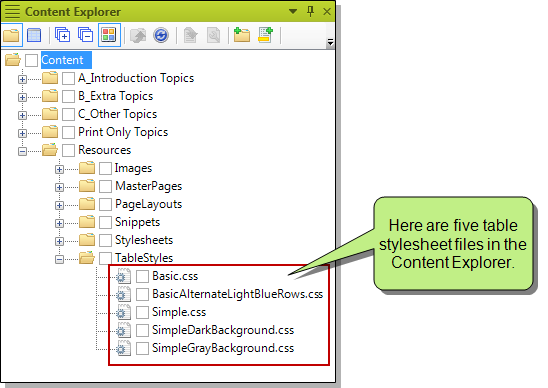 Content Explorer
Content
A_Introduction Topics
B_Extra Topics
C_Other Topics
Print Only Topics
Resources
Images
MasterPages
PageLayouts
Snippets
Stylesheets
TableStyles
Basic.css
BasicAlternateLightBlueRows.css
Simple.css
SimpleDarkBackground.css
SimpleGrayBackground.css
Here are five table
stylesheet files in the
Content Explorer.